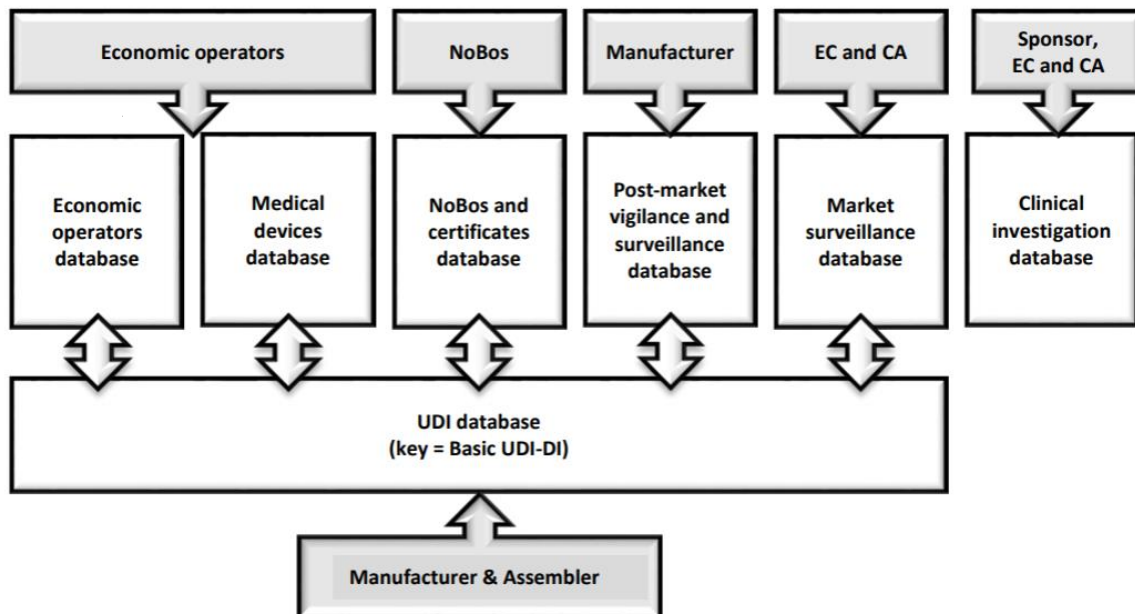 Economic operators
NoBos
Manufacturer
EC and CA
Sponsor,
EC and CA
Economic
operators
database
Medical
devices
database
NoBos and
certificates
database
Post-market
vigilance and
surveillance
database
Market
surveillance
database
Clinical
investigation
database
UDI database
(key = Basic UDI-DI)
Manufacturer & Assembler